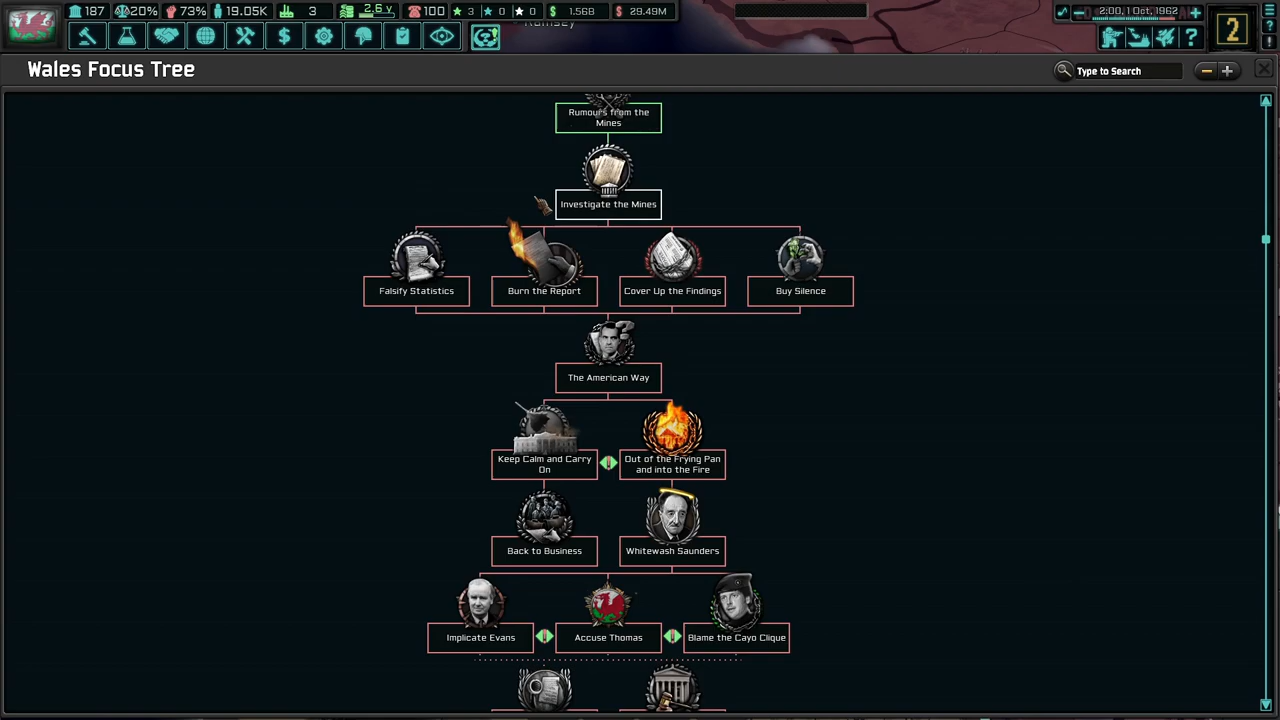 187 20% 73% 19.05K 3 2.6 v 100 3 0 0 $ 1.56B $ 29.49M
2:00, 1 Oct, 1962
2
Ramsey
Wales Focus Tree
Type to Search
Rumours from the
Mines
Investigate the Mines
Falsify Statistics
Burn the Report
Cover Up the Findings
Buy Silence
The American Way
Keep Calm and Carry
On
Out of the Frying Pan
and into the Fire
Back to Business
Whitewash Saunders
Implicate Evans
Accuse Thomas
Blame the Cayo Clique